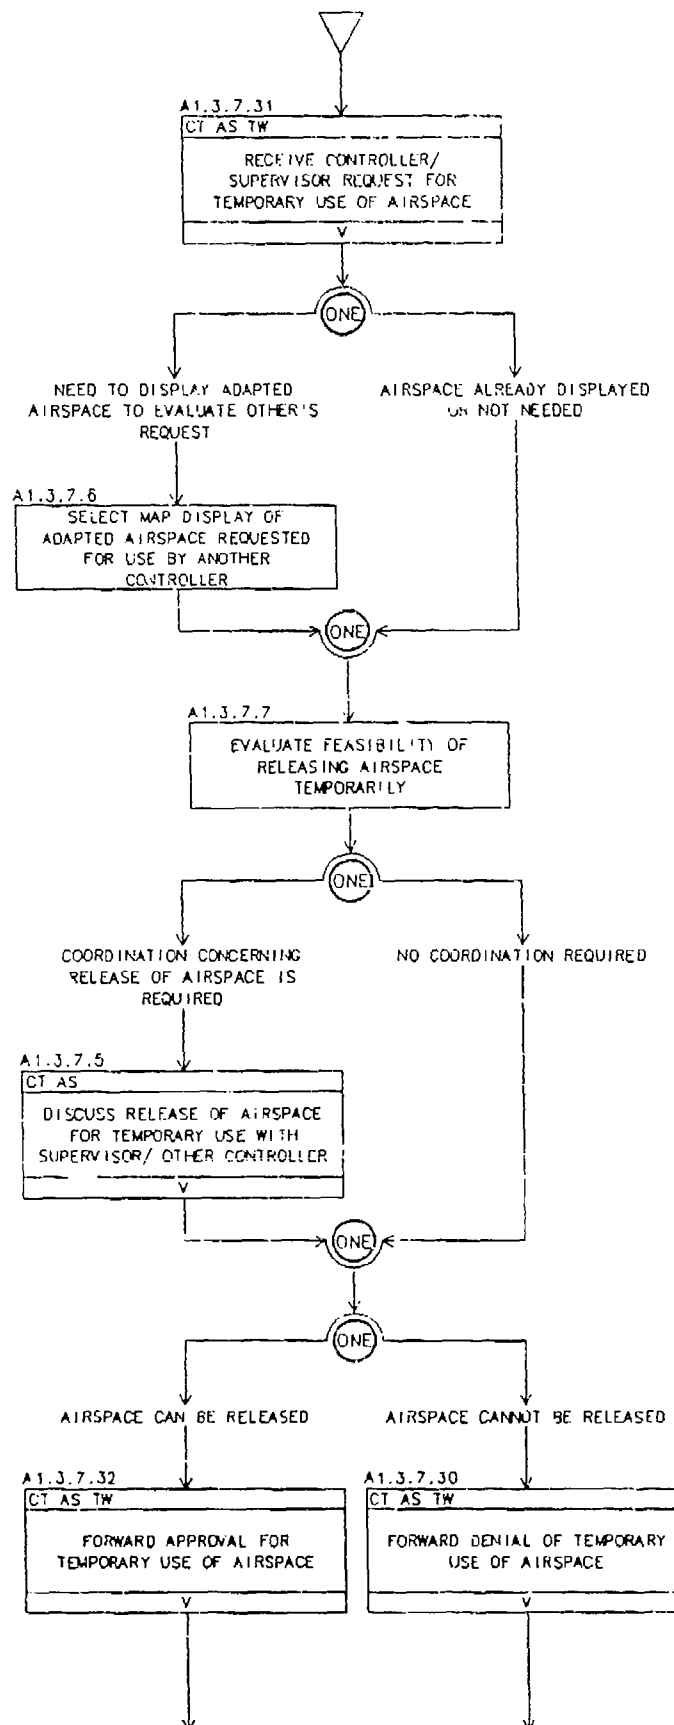 A1.3.7.31
CT AS TW
RECEIVE CONTROLLER/
SUPERVISOR REQUEST FOR
TEMPORARY USE OF AIRSPACE
V
ONE
NEED TO DISPLAY ADAPTED
AIRSPACE TO EVALUATE OTHER'S
REQUEST
AIRSPACE ALREADY DISPLAYED
OR NOT NEEDED
A1.3.7.6
SELECT MAP DISPLAY OF
ADAPTED AIRSPACE REQUESTED
FOR USE BY ANOTHER
CONTROLLER
ONE
A1.3.7.7
EVALUATE FEASIBILITY OF
RELEASING AIRSPACE
TEMPORARILY
ONE
COORDINATION CONCERNING
RELEASE OF AIRSPACE IS
REQUIRED
NO COORDINATION REQUIRED
A1.3.7.5
CT AS
DISCUSS RELEASE OF AIRSPACE
FOR TEMPORARY USE WITH
SUPERVISOR/ OTHER CONTROLLER
V
ONE
ONE
AIRSPACE CAN BE RELEASED
AIRSPACE CANNOT BE RELEASED
A1.3.7.32
CT AS TW
FORWARD APPROVAL FOR
TEMPORARY USE OF AIRSPACE
V
A1.3.7.30
CT AS TW
FORWARD DENIAL OF TEMPORARY
USE OF AIRSPACE
V